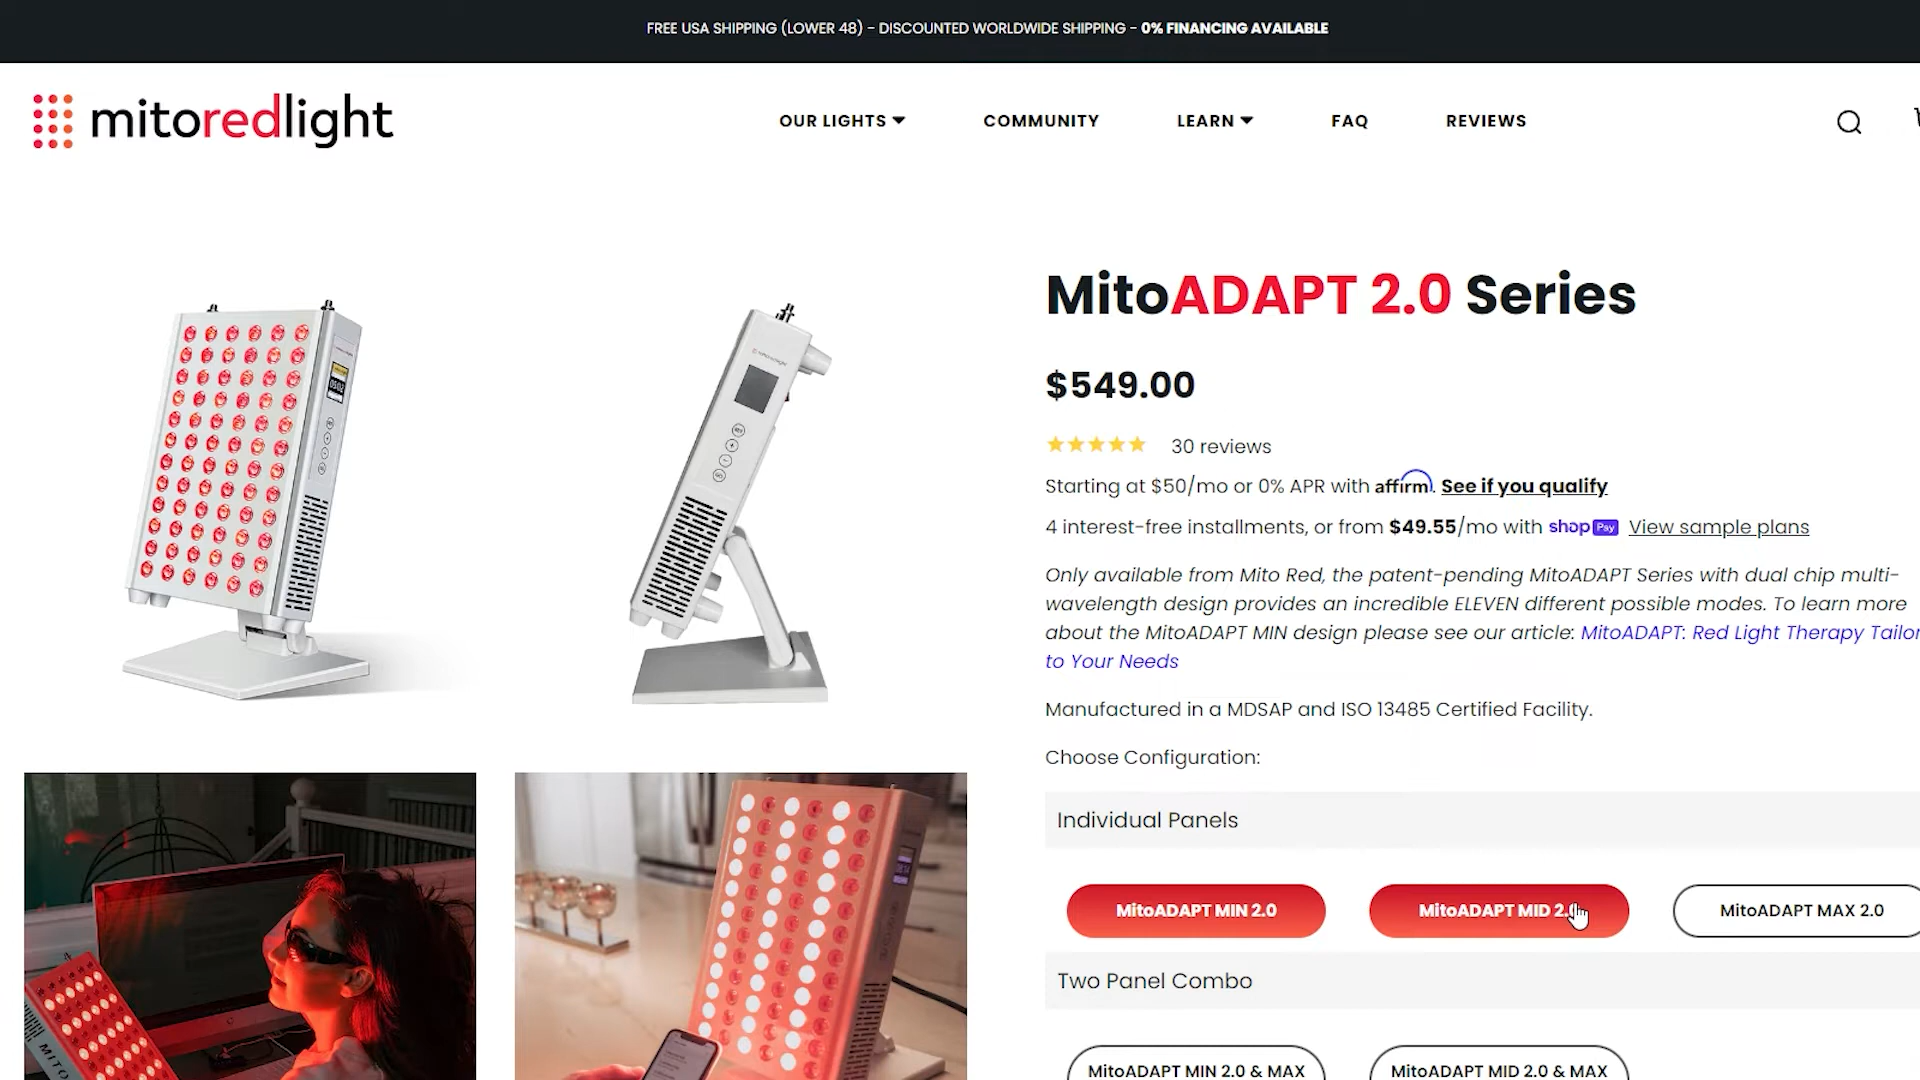 FREE USA SHIPPING (LOWER 48) - DISCOUNTED WORLDWIDE SHIPPING - 0% FINANCING AVAILABLE
mitoredlight
OUR LIGHTS
COMMUNITY
LEARN
FAQ
REVIEWS
MitoADAPT 2.0 Series
$549.00
30 reviews
Starting at $50/mo or 0% APR with affirm. See if you qualify
4 interest-free installments, or from $49.55/mo with shop Pay View sample plans
Only available from Mito Red, the patent-pending MitoADAPT Series with dual chip multi-
wavelength design provides an incredible ELEVEN different possible modes. To learn more
about the MitoADAPT MIN design please see our article: MitoADAPT: Red Light Therapy Tailor
to Your Needs
Manufactured in a MDSAP and ISO 13485 Certified Facility.
Choose Configuration:
Individual Panels
MitoADAPT MIN 2.0
MitoADAPT MID 2.0
MitoADAPT MAX 2.0
Two Panel Combo
MitoADAPT MIN 2.0 & MAX
MitoADAPT MID 2.0 & MAX
MITO